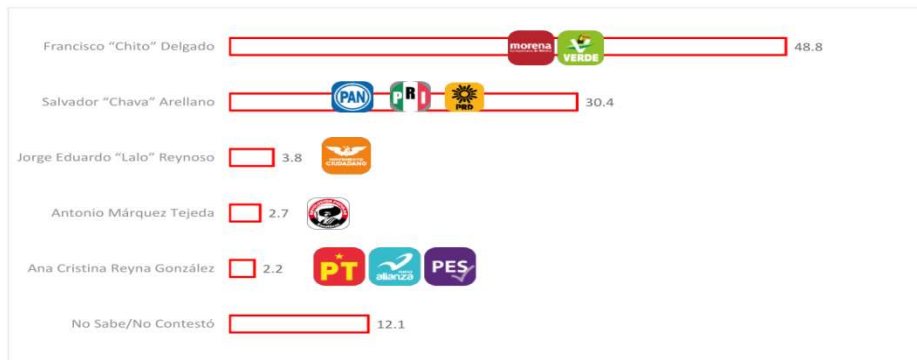 Francisco “Chito” Delgado
morena
VERDE
48.8
Salvador “Chava” Arellano
PAN
PRI
PRD
30.4
Jorge Eduardo “Lalo” Reynoso
3.8
CIUDADANO
Antonio Márquez Tejeda
2.7
Ana Cristina Reyna González
2.2
PT
alianza
PES
No Sabe/No Contestó
12.1